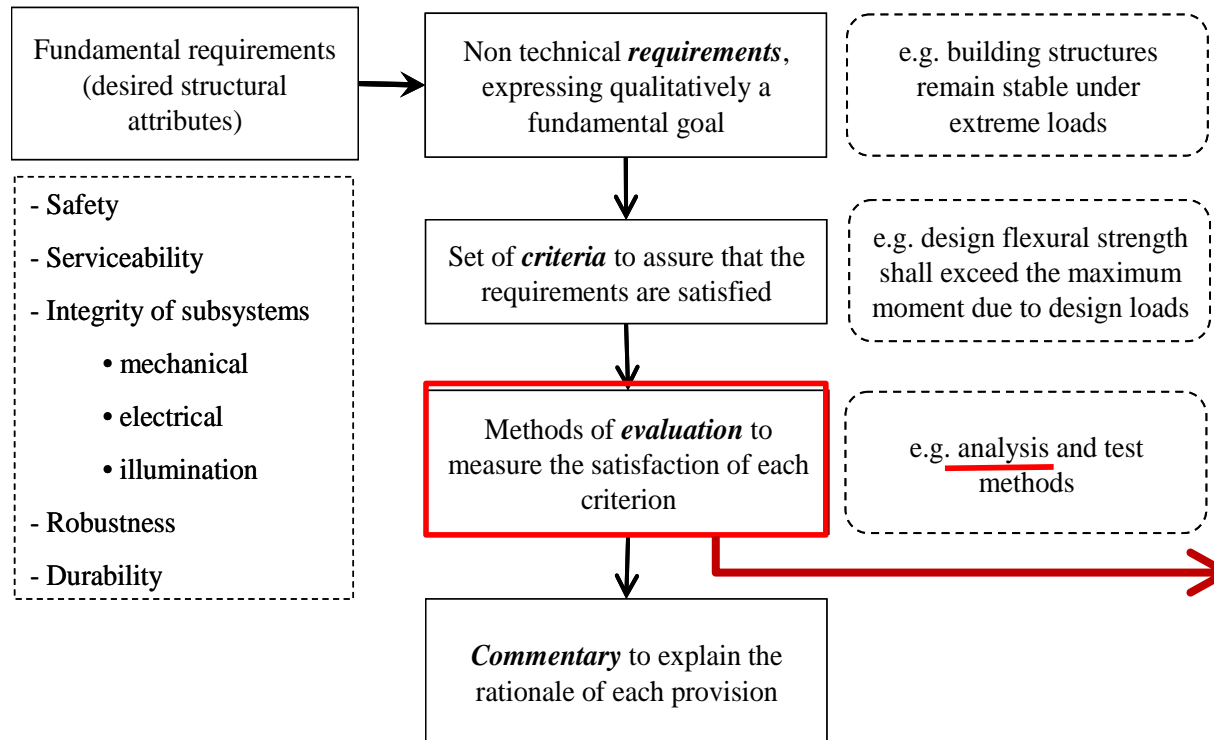 Fundamental requirements
(desired structural
attributes)
Non technical requirements,
expressing qualitatively a
fundamental goal
e.g. building structures
remain stable under
extreme loads
- Safety
- Serviceability
- Integrity of subsystems
• mechanical
• electrical
• illumination
- Robustness
- Durability
Set of criteria to assure that the
requirements are satisfied
e.g. design flexural strength
shall exceed the maximum
moment due to design loads
Methods of evaluation to
measure the satisfaction of each
criterion
e.g. analysis and test
methods
Commentary to explain the
rationale of each provision